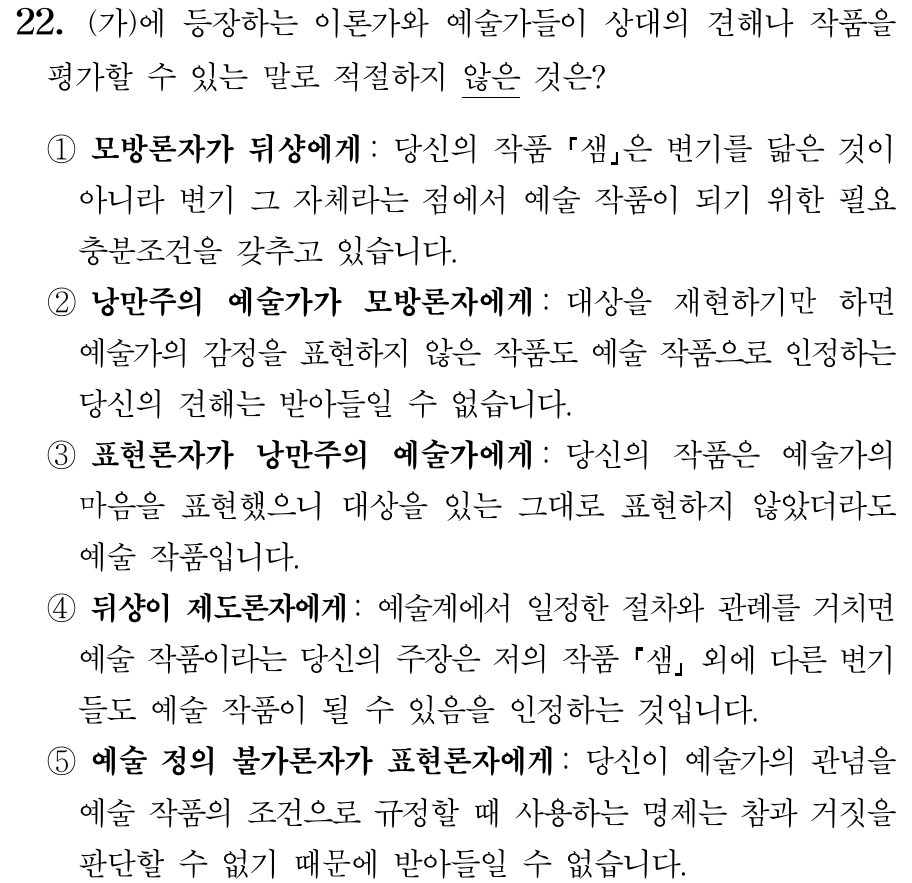 22. (가)에 등장하는 이론가와 예술가들이 상대의 견해나 작품을
평가할 수 있는 말로 적절하지 않은 것은?
① 모방론자가 뒤샹에게 : 당신의 작품 『샘』은 변기를 닮은 것이
아니라 변기 그 자체라는 점에서 예술 작품이 되기 위한 필요
충분조건을 갖추고 있습니다.
② 낭만주의 예술가가 모방론자에게 : 대상을 재현하기만 하면
예술가의 감정을 표현하지 않은 작품도 예술 작품으로 인정하는
당신의 견해는 받아들일 수 없습니다.
③ 표현론자가 낭만주의 예술가에게 : 당신의 작품은 예술가의
마음을 표현했으니 대상을 있는 그대로 표현하지 않았더라도
예술 작품입니다.
④ 뒤샹이 제도론자에게 : 예술계에서 일정한 절차와 관례를 거치면
예술 작품이라는 당신의 주장은 저의 작품 『샘』 외에 다른 변기
들도 예술 작품이 될 수 있음을 인정하는 것입니다.
⑤ 예술 정의 불가론자가 표현론자에게 : 당신이 예술가의 관념을
예술 작품의 조건으로 규정할 때 사용하는 명제는 참과 거짓을
판단할 수 없기 때문에 받아들일 수 없습니다.